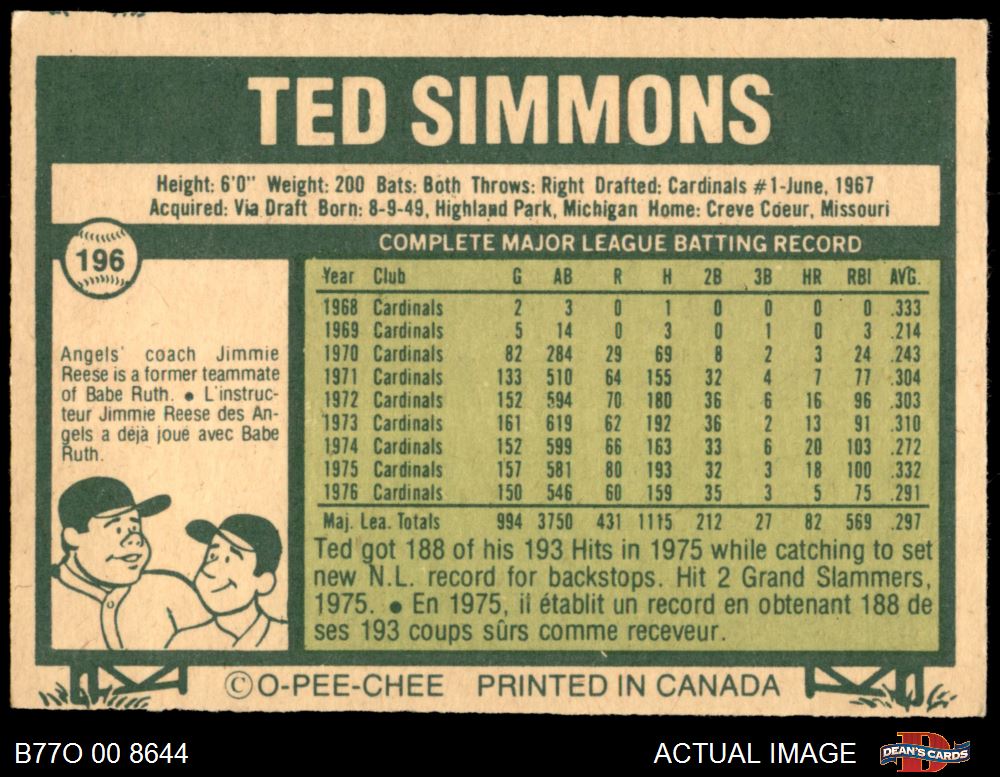 TED SIMMONS
Height: 6'0" Weight: 200 Bats: Both Throws: Right Drafted: Cardinals #1-June, 1967
Acquired: Via Draft Born: 8-9-49, Highland Park, Michigan Home: Creve Coeur, Missouri
196
COMPLETE MAJOR LEAGUE BATTING RECORD
Year Club G AB R H 2B 3B HR RBI AVG.
1968 Cardinals 2 3 0 1 0 0 0 0 .333
1969 Cardinals 5 14 0 3 0 1 0 3 .214
1970 Cardinals 82 284 29 69 8 2 3 24 .243
1971 Cardinals 133 510 64 155 32 4 7 77 .304
1972 Cardinals 152 594 70 180 36 6 16 96 .303
1973 Cardinals 161 619 62 192 36 2 13 91 .310
1974 Cardinals 152 599 66 163 33 6 20 103 .272
1975 Cardinals 157 581 80 193 32 3 18 100 .332
1976 Cardinals 150 546 60 159 35 3 5 75 .291
Maj. Lea. Totals 994 3750 431 1115 212 27 82 569 .297
Angels' coach Jimmie
Reese is a former teammate
of Babe Ruth. • L'instruc-
teur Jimmie Reese des An-
gels a déjà joué avec Babe
Ruth.
Ted got 188 of his 193 Hits in 1975 while catching to set
new N.L. record for backstops. Hit 2 Grand Slammers,
1975. • En 1975, il établit un record en obtenant 188 de
ses 193 coups sûrs comme receveur.
© O-PEE-CHEE PRINTED IN CANADA
B77O 00 8644
ACTUAL IMAGE
D
DEAN'S CARDS